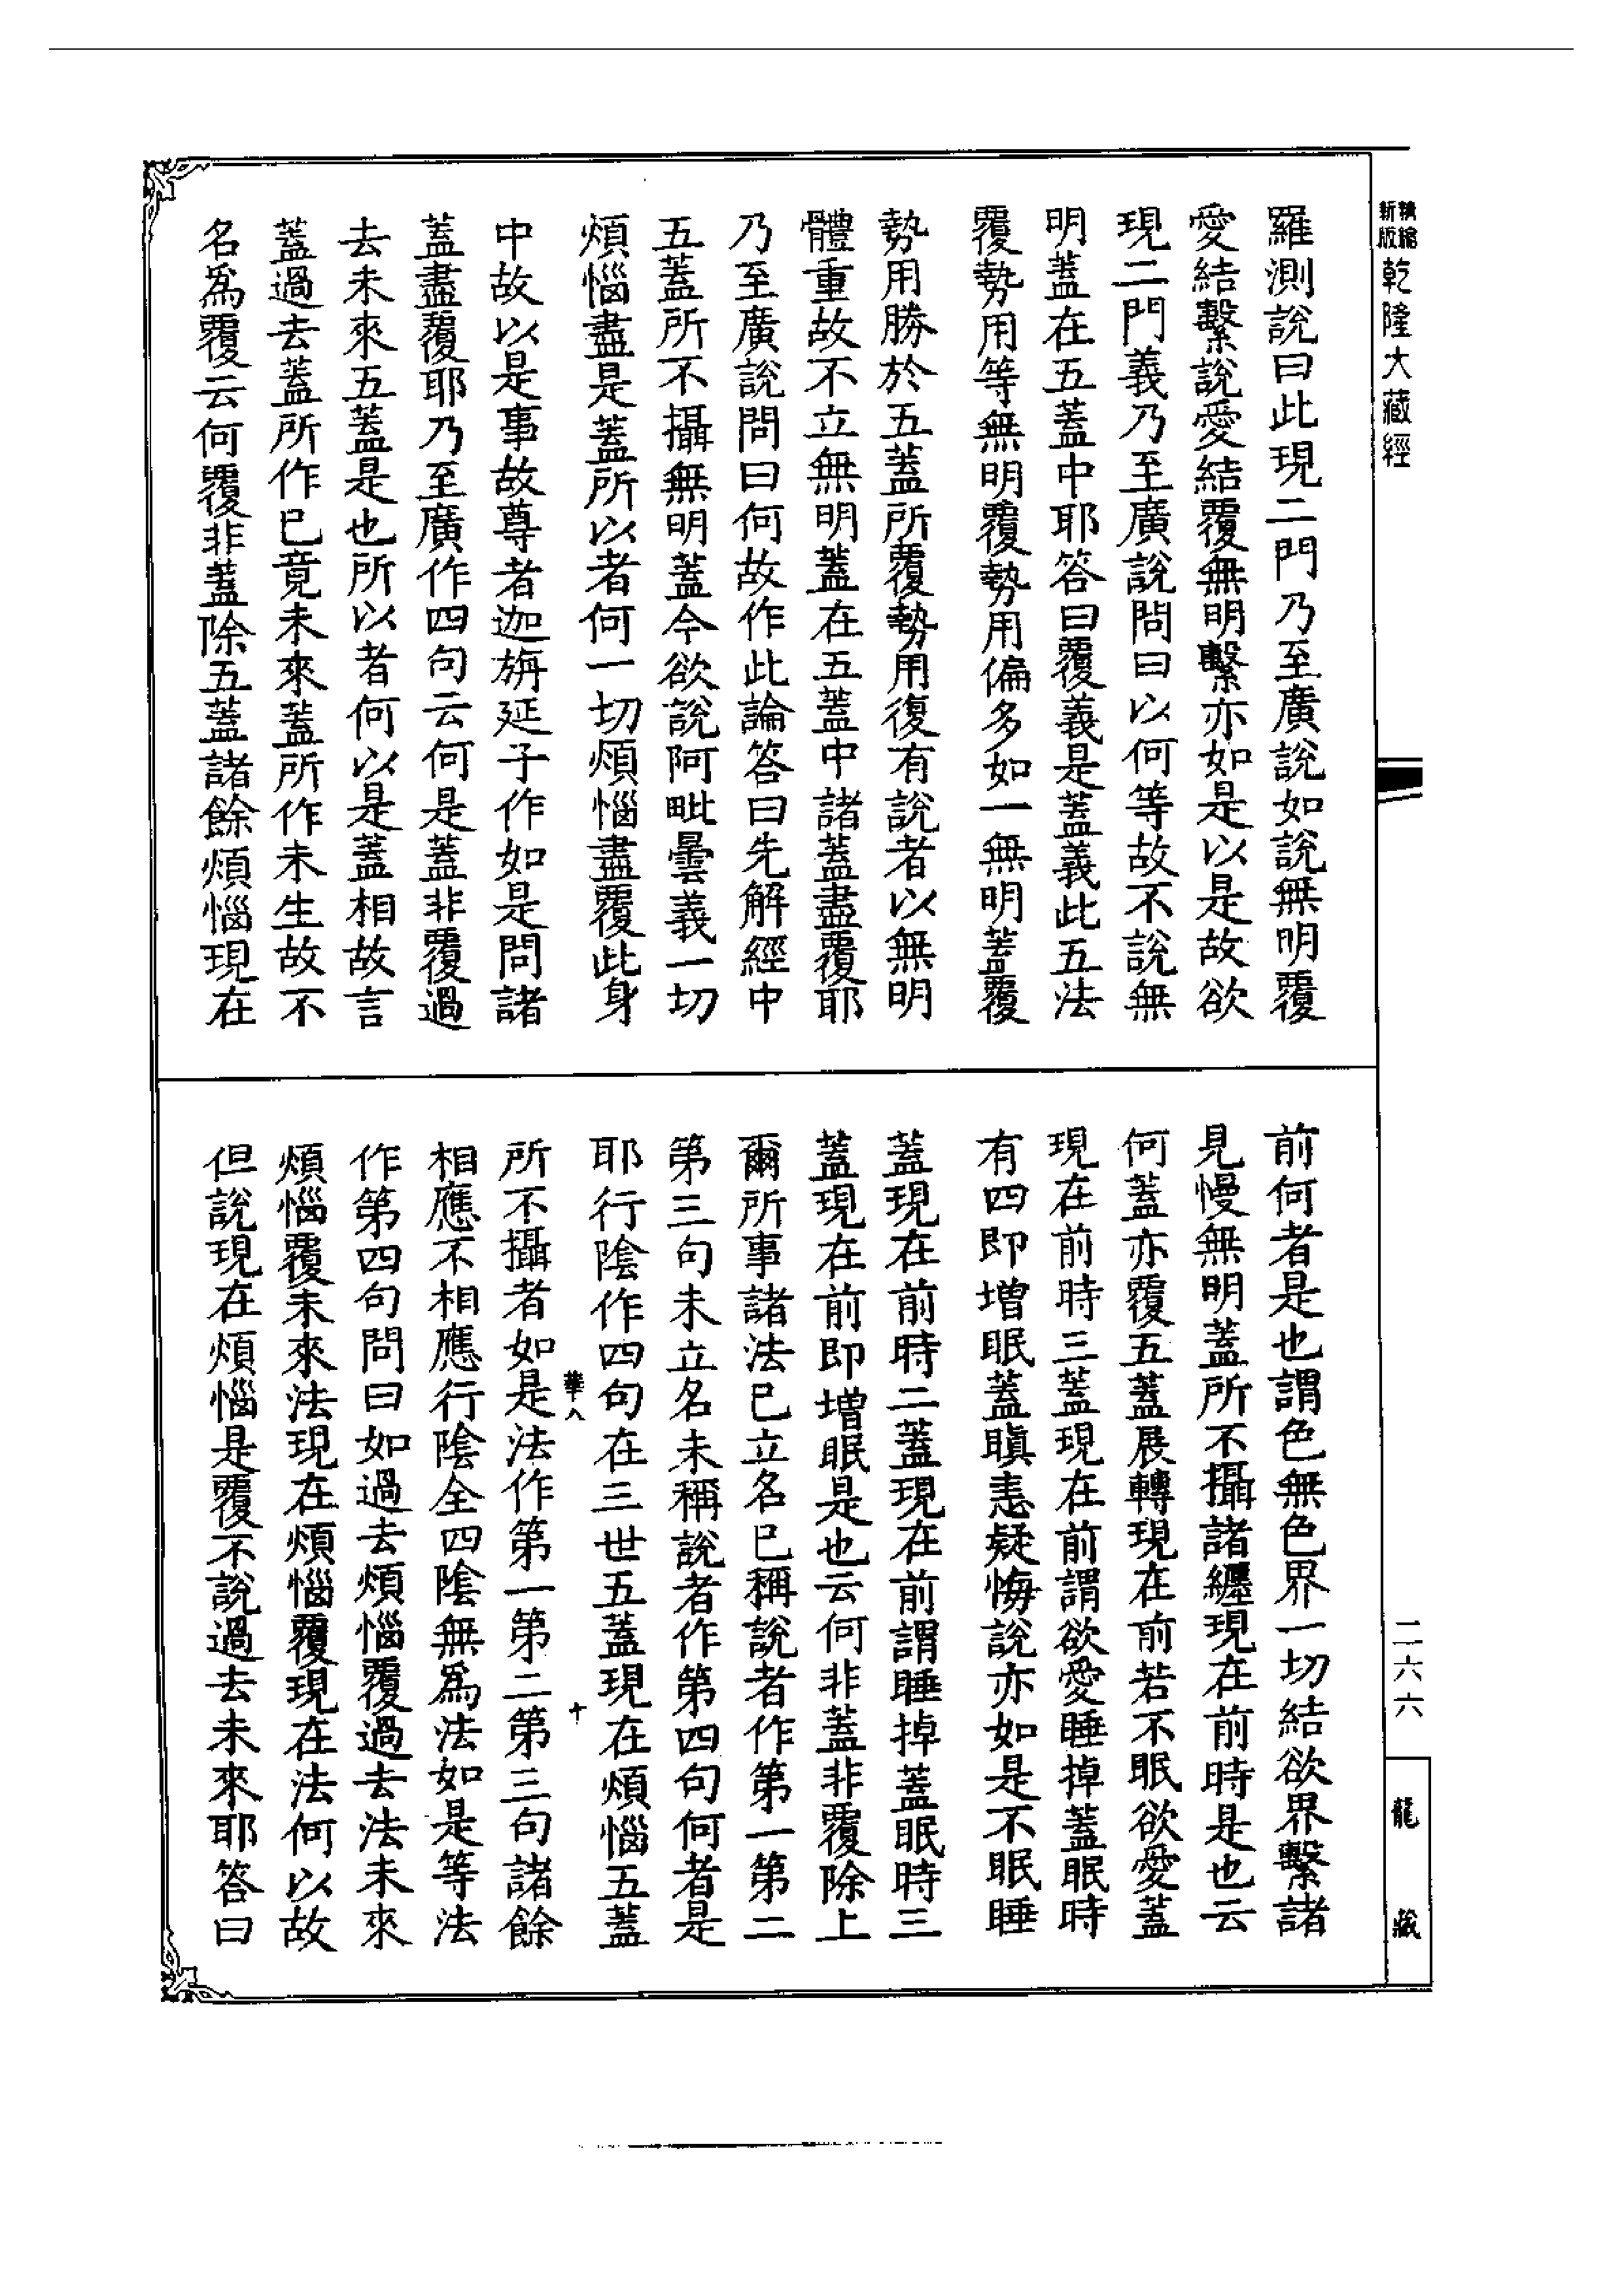 新版精縮乾隆大藏經
羅測說曰此現二門乃至廣說如說無明覆
愛結繫說愛結覆無明繫亦如是以是故欲
現二門義乃至廣說問曰以何等故不說無
明蓋在五蓋中耶答曰覆義是蓋義此五法
覆勢用等無明覆勢用偏多如一無明蓋覆
勢用勝於五蓋所覆勢用復有說者以無明
體重故不立無明蓋在五蓋中諸蓋盡覆耶
乃至廣說問曰何故作此論答曰先解經中
五蓋所不攝無明蓋今欲說阿毗曇義一切
煩惱盡是蓋所以者何一切煩惱盡覆此身
中故以是事故尊者迦旃延子作如是問諸
蓋盡覆耶乃至廣作四句云何是蓋非覆過
去未來五蓋是也所以者何以是蓋相故言
蓋過去蓋所作已竟未來蓋所作未生故不
名為覆云何覆非蓋除五蓋諸餘煩惱現在
前何者是也謂色無色界一切結欲界繫諸
見慢無明蓋所不攝諸纏現在前時是也云
何蓋亦覆五蓋展轉現在前若不眠欲愛蓋
現在前時三蓋現在前謂欲愛睡掉蓋眠時
有四即增眠蓋瞋恚疑悔說亦如是不眠睡
蓋現在前時二蓋現在前謂睡掉蓋眠時三
蓋現在前即增眠是也云何非蓋非覆除上
爾所事諸法已立名已稱說者作第一第二
第三句未立名未稱說者作第四句何者是
耶行陰作四句在三世五蓋現在煩惱五蓋
華八
十
所不攝者如是法作第一第二第三句諸餘
相應不相應行陰全四陰無為法如是等法
作第四句問曰如過去煩惱覆過去法未來
煩惱覆未來法現在煩惱覆現在法何以故
但說現在煩惱是覆不說過去未來耶答曰
二六六
龍藏